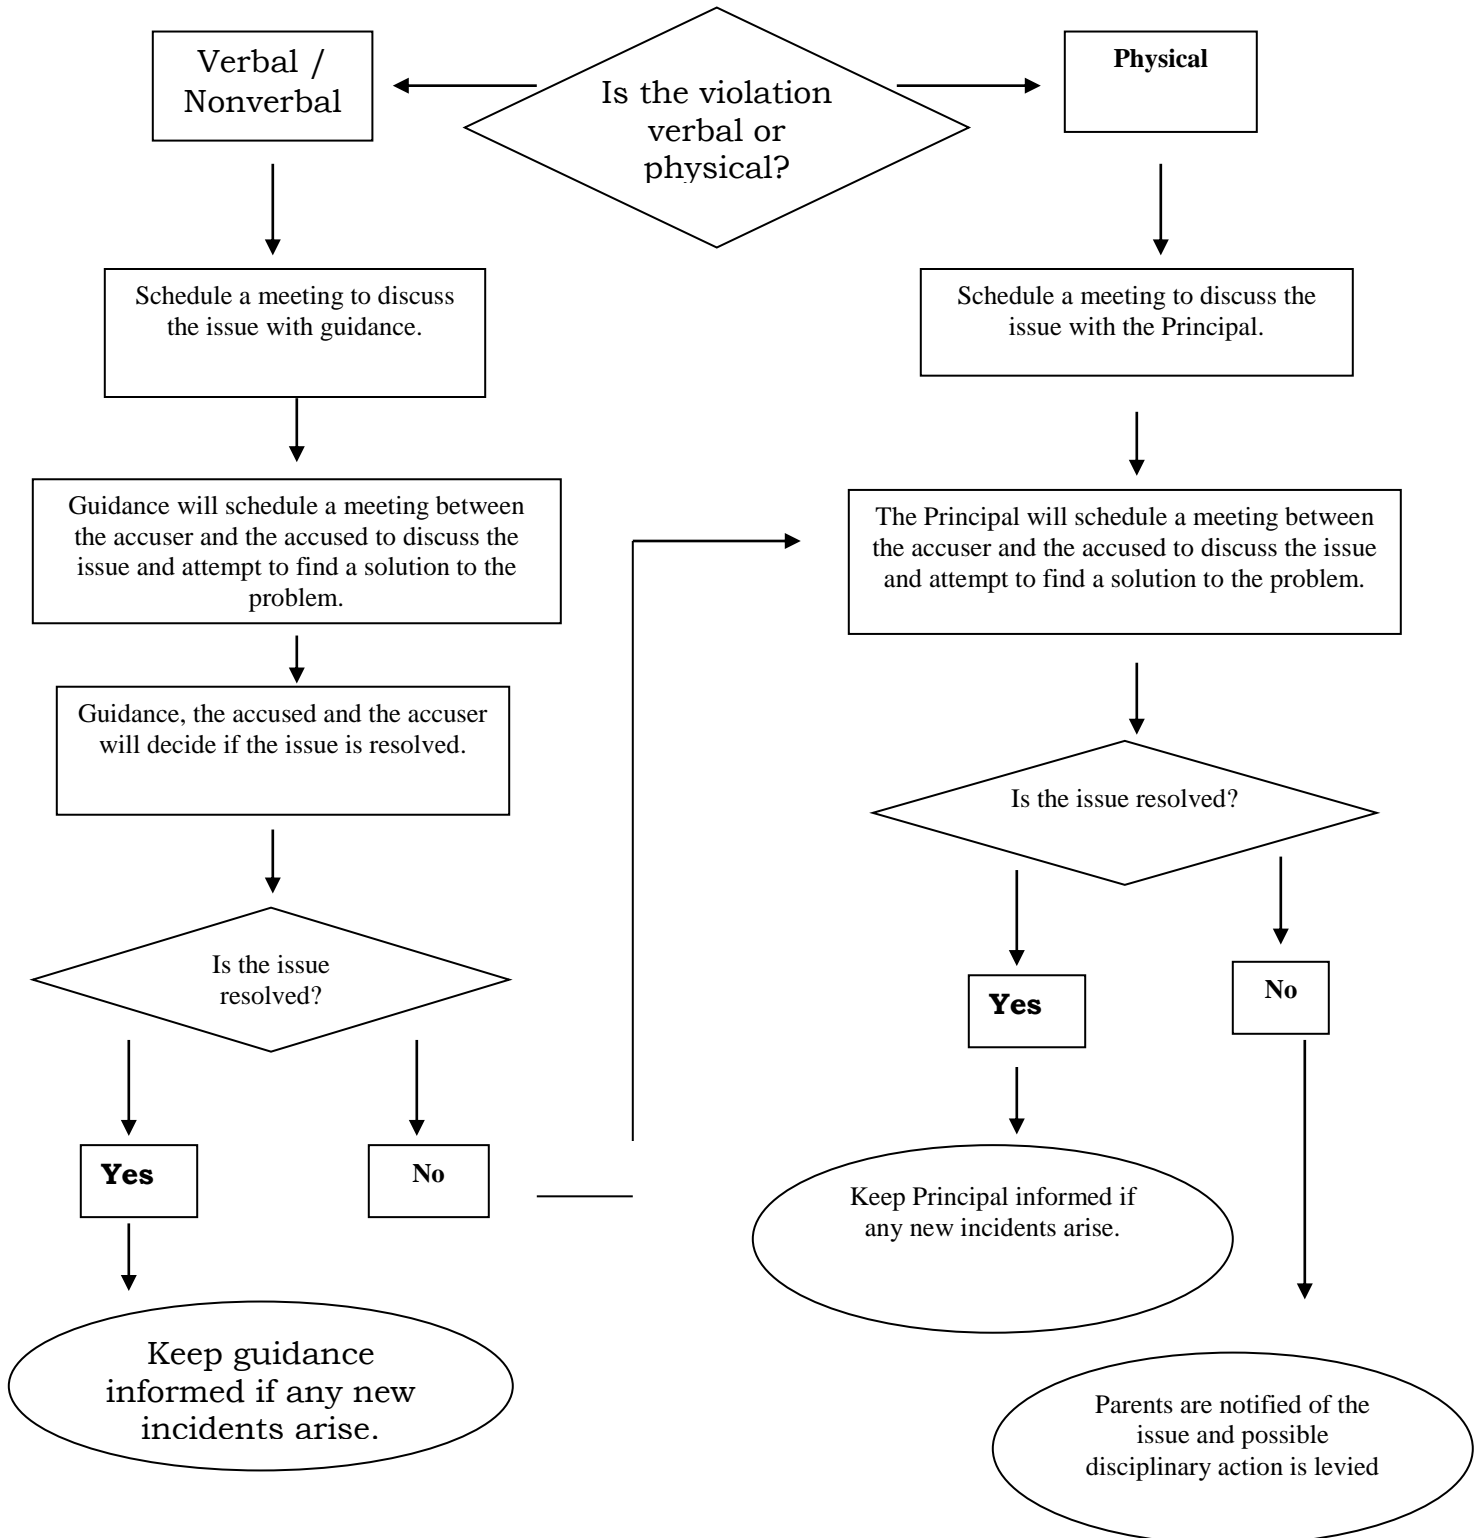 Verbal /
Nonverbal
Is the violation
verbal or
physical?
Physical
Schedule a meeting to discuss
the issue with guidance.
Schedule a meeting to discuss the
issue with the Principal.
Guidance will schedule a meeting between
the accuser and the accused to discuss the
issue and attempt to find a solution to the
problem.
The Principal will schedule a meeting between
the accuser and the accused to discuss the issue
and attempt to find a solution to the problem.
Guidance, the accused and the accuser
will decide if the issue is resolved.
Is the issue resolved?
Is the issue
resolved?
Yes
No
Yes
No
Keep Principal informed if
any new incidents arise.
Keep guidance
informed if any new
incidents arise.
Parents are notified of the
issue and possible
disciplinary action is levied